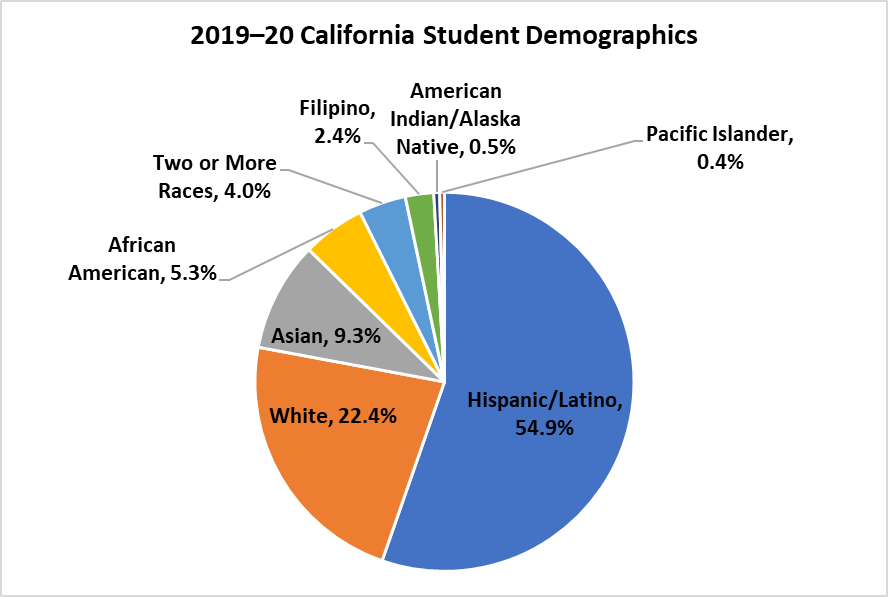 2019–20 California Student Demographics
American
Indian/Alaska
Native, 0.5%
Filipino,
2.4%
Pacific Islander,
0.4%
Two or More
Races, 4.0%
African
American, 5.3%
Asian, 9.3%
White, 22.4%
Hispanic/Latino,
54.9%